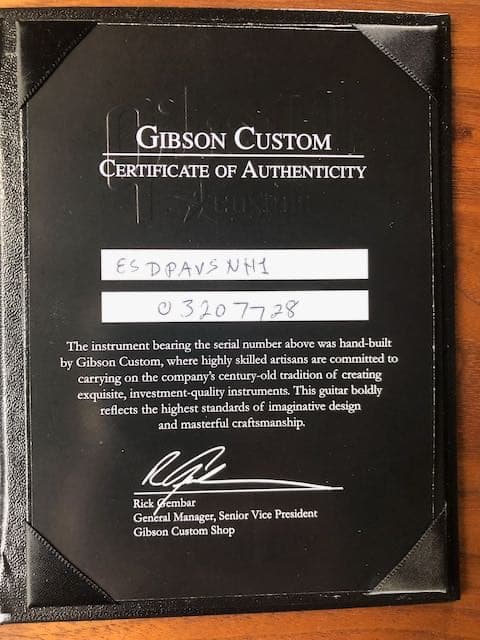 GIBSON CUSTOM
CERTIFICATE OF AUTHENTICITY
ESDPAVSNH1
03207728
The instrument bearing the serial number above was hand-built
by Gibson Custom, where highly skilled artisans are committed to
carrying on the company's century-old tradition of creating
exquisite, investment-quality instruments. This guitar boldly
reflects the highest standards of imaginative design
and masterful craftsmanship.
Rick Gembar
General Manager, Senior Vice President
Gibson Custom Shop